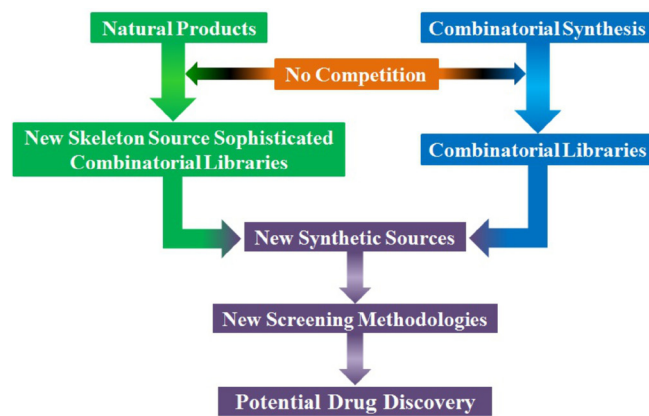 Natural Products
Combinatorial Synthesis
No Competition
New Skeleton Source Sophisticated
Combinatorial Libraries
Combinatorial Libraries
New Synthetic Sources
New Screening Methodologies
Potential Drug Discovery